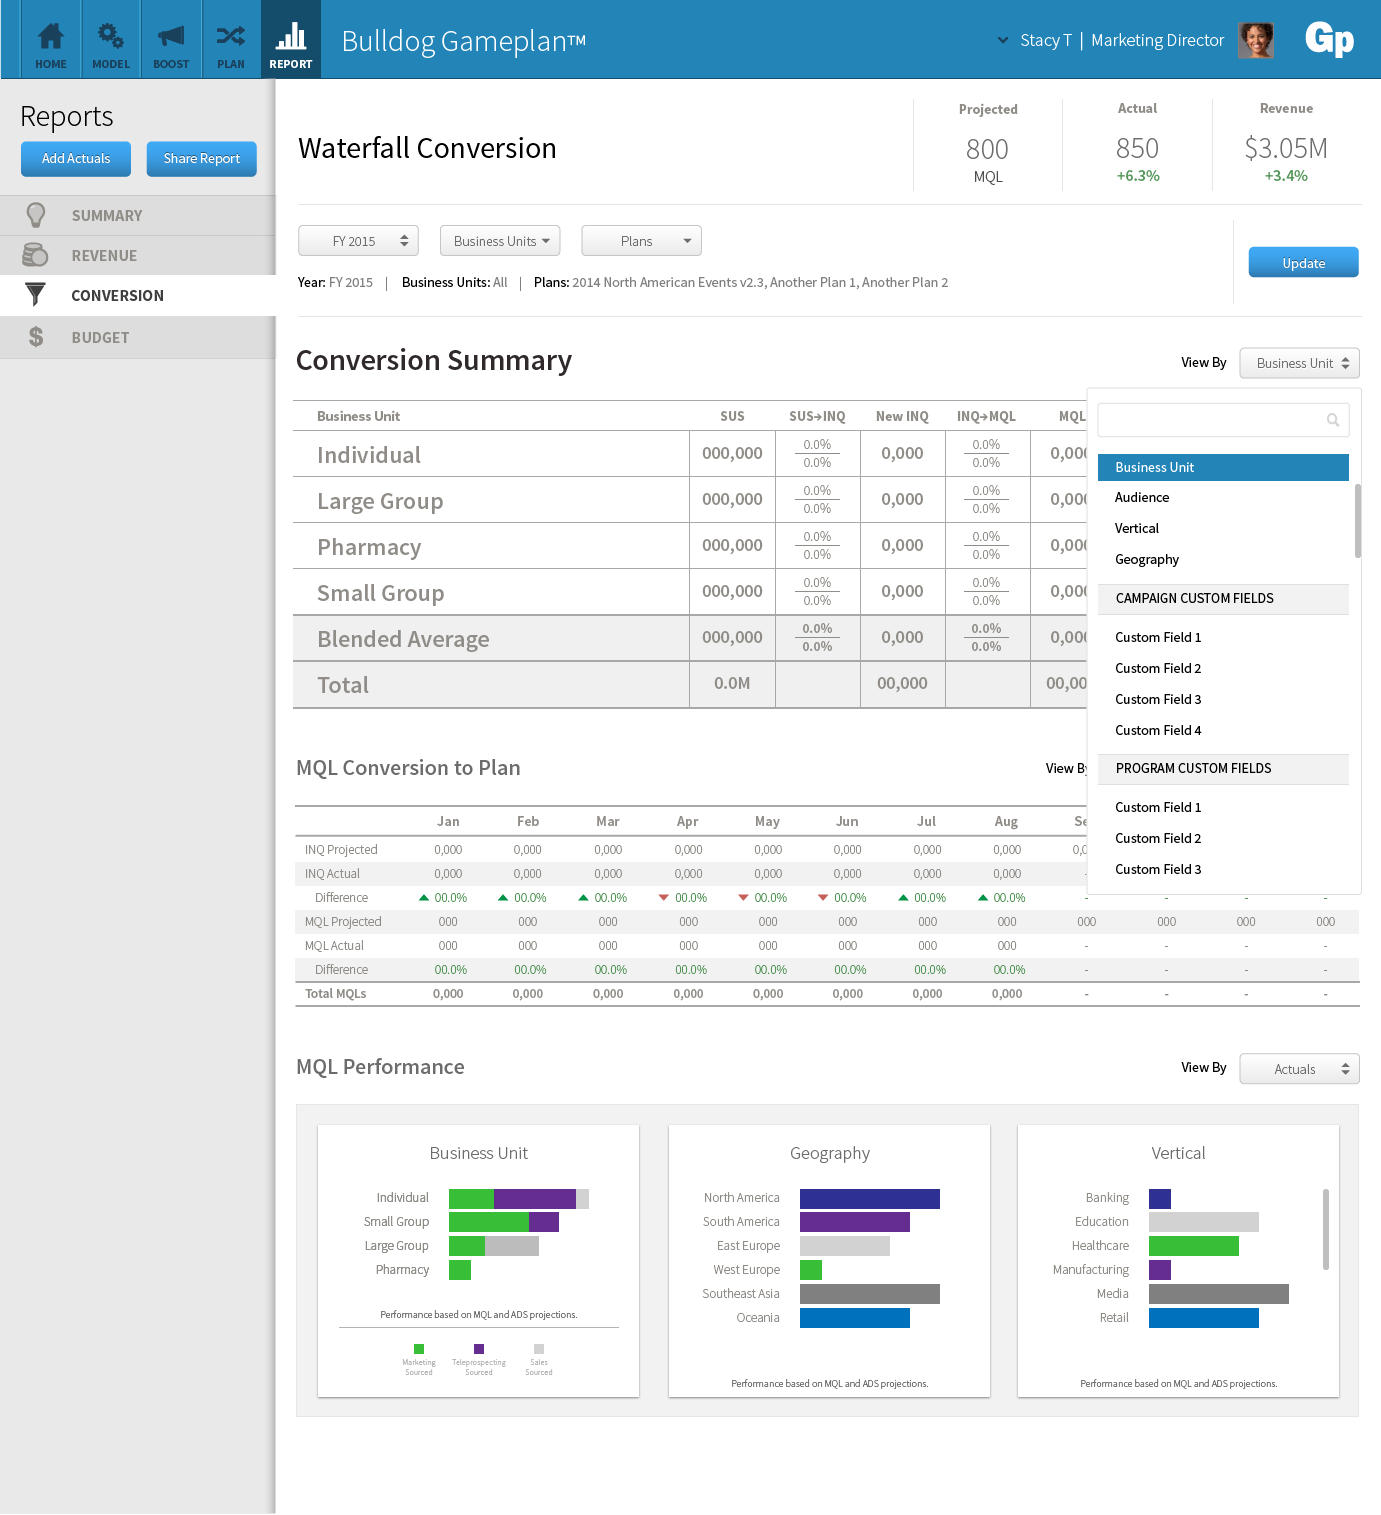 HOME MODEL BOOST PLAN REPORT
Bulldog Gameplan™
Stacy T | Marketing Director
Gp
Reports
Add Actuals Share Report
SUMMARY
REVENUE
CONVERSION
BUDGET
Waterfall Conversion
Projected Actual Revenue
800 850 $3.05M
MQL +6.3% +3.4%
FY 2015 Business Units Plans
Update
Year: FY 2015 | Business Units: All | Plans: 2014 North American Events v2.3, Another Plan 1, Another Plan 2
Conversion Summary
View By Business Unit
Business Unit SUS SUS→INQ New INQ INQ→MQL MQL
Individual 000,000 0.0% 0.0% 0,000 0.0% 0.0% 0,000
Large Group 000,000 0.0% 0.0% 0,000 0.0% 0.0% 0,000
Pharmacy 000,000 0.0% 0.0% 0,000 0.0% 0.0% 0,000
Small Group 000,000 0.0% 0.0% 0,000 0.0% 0.0% 0,000
Blended Average 000,000 0.0% 0.0% 0,000 0.0% 0.0% 0,000
Total 0.0M 00,000 00,00
Business Unit
Audience
Vertical
Geography
CAMPAIGN CUSTOM FIELDS
Custom Field 1
Custom Field 2
Custom Field 3
Custom Field 4
PROGRAM CUSTOM FIELDS
Custom Field 1
Custom Field 2
Custom Field 3
MQL Conversion to Plan
View By
Jan Feb Mar Apr May Jun Jul Aug Se
INQ Projected 0,000 0,000 0,000 0,000 0,000 0,000 0,000 0,000 0,0
INQ Actual 0,000 0,000 0,000 0,000 0,000 0,000 0,000 0,000 -
Difference ▲ 00.0% ▲ 00.0% ▲ 00.0% ▼ 00.0% ▼ 00.0% ▼ 00.0% ▲ 00.0% ▲ 00.0% - - - -
MQL Projected 000 000 000 000 000 000 000 000 000 000 000 000
MQL Actual 000 000 000 000 000 000 000 000 - - - -
Difference 00.0% 00.0% 00.0% 00.0% 00.0% 00.0% 00.0% 00.0% - - - -
Total MQLs 0,000 0,000 0,000 0,000 0,000 0,000 0,000 0,000 - - - -
MQL Performance
View By Actuals
Business Unit
Individual
Small Group
Large Group
Pharmacy
Performance based on MQL and ADS projections.
Marketing Sourced
Teleprospecting Sourced
Sales Sourced
Geography
North America
South America
East Europe
West Europe
Southeast Asia
Oceania
Performance based on MQL and ADS projections.
Vertical
Banking
Education
Healthcare
Manufacturing
Media
Retail
Performance based on MQL and ADS projections.